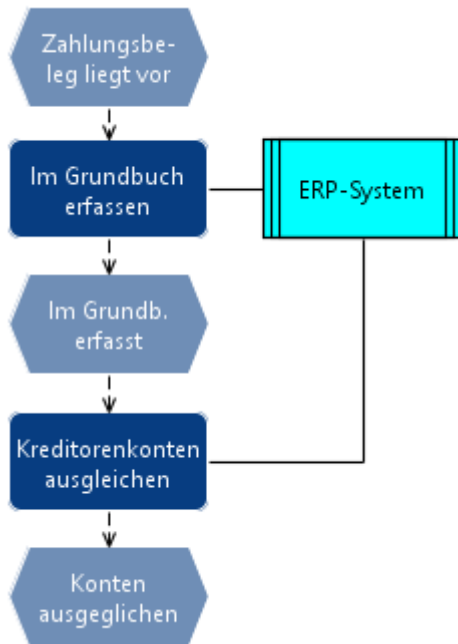 Zahlungsbe-
leg liegt vor
Im Grundbuch
erfassen
ERP-System
Im Grundb.
erfasst
Kreditorenkonten
ausgleichen
Konten
ausgeglichen